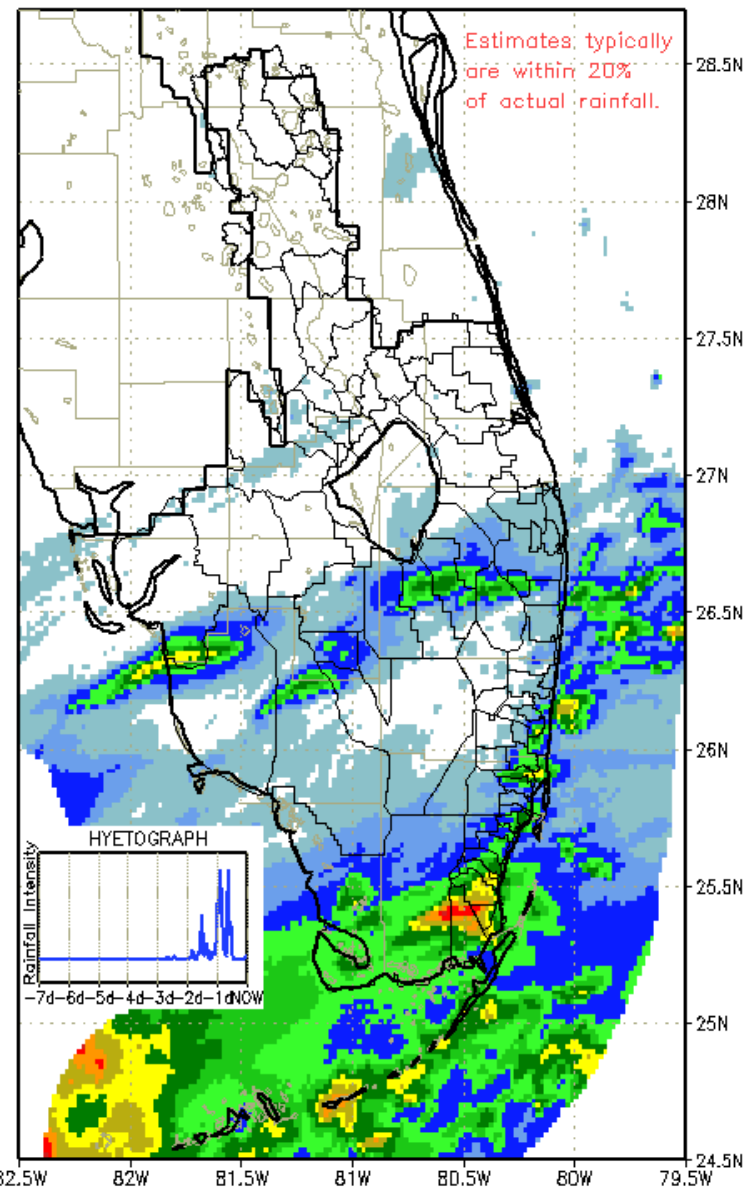 Estimates typically
are within 20%
of actual rainfall.
28.5N
28N
27.5N
27N
26.5N
26N
HYETOGRAPH
Rainfall Intensity
25.5N
-7d-6d-5d-4d-3d-2d-1dNOW
25N
24.5N
82.5W 82W 81.5W 81W 80.5W 80W 79.5W